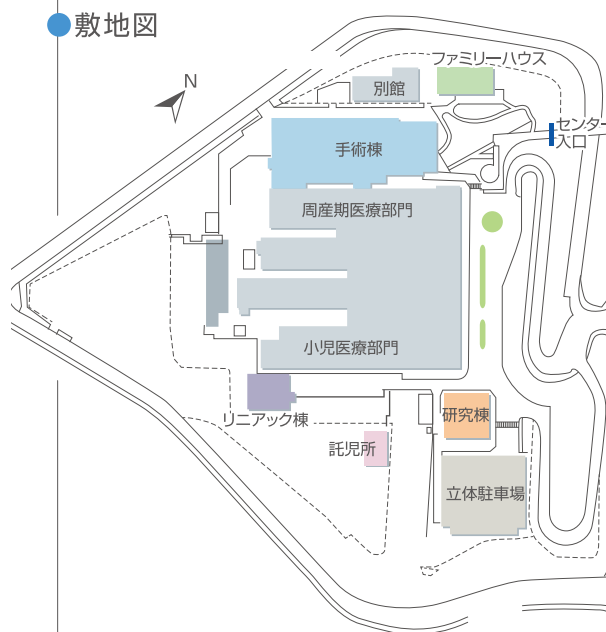 敷地図
ファミリーハウス
N
別館
センター
入口
手術棟
周産期医療部門
小児医療部門
リニアック棟
研究棟
託児所
立体駐車場